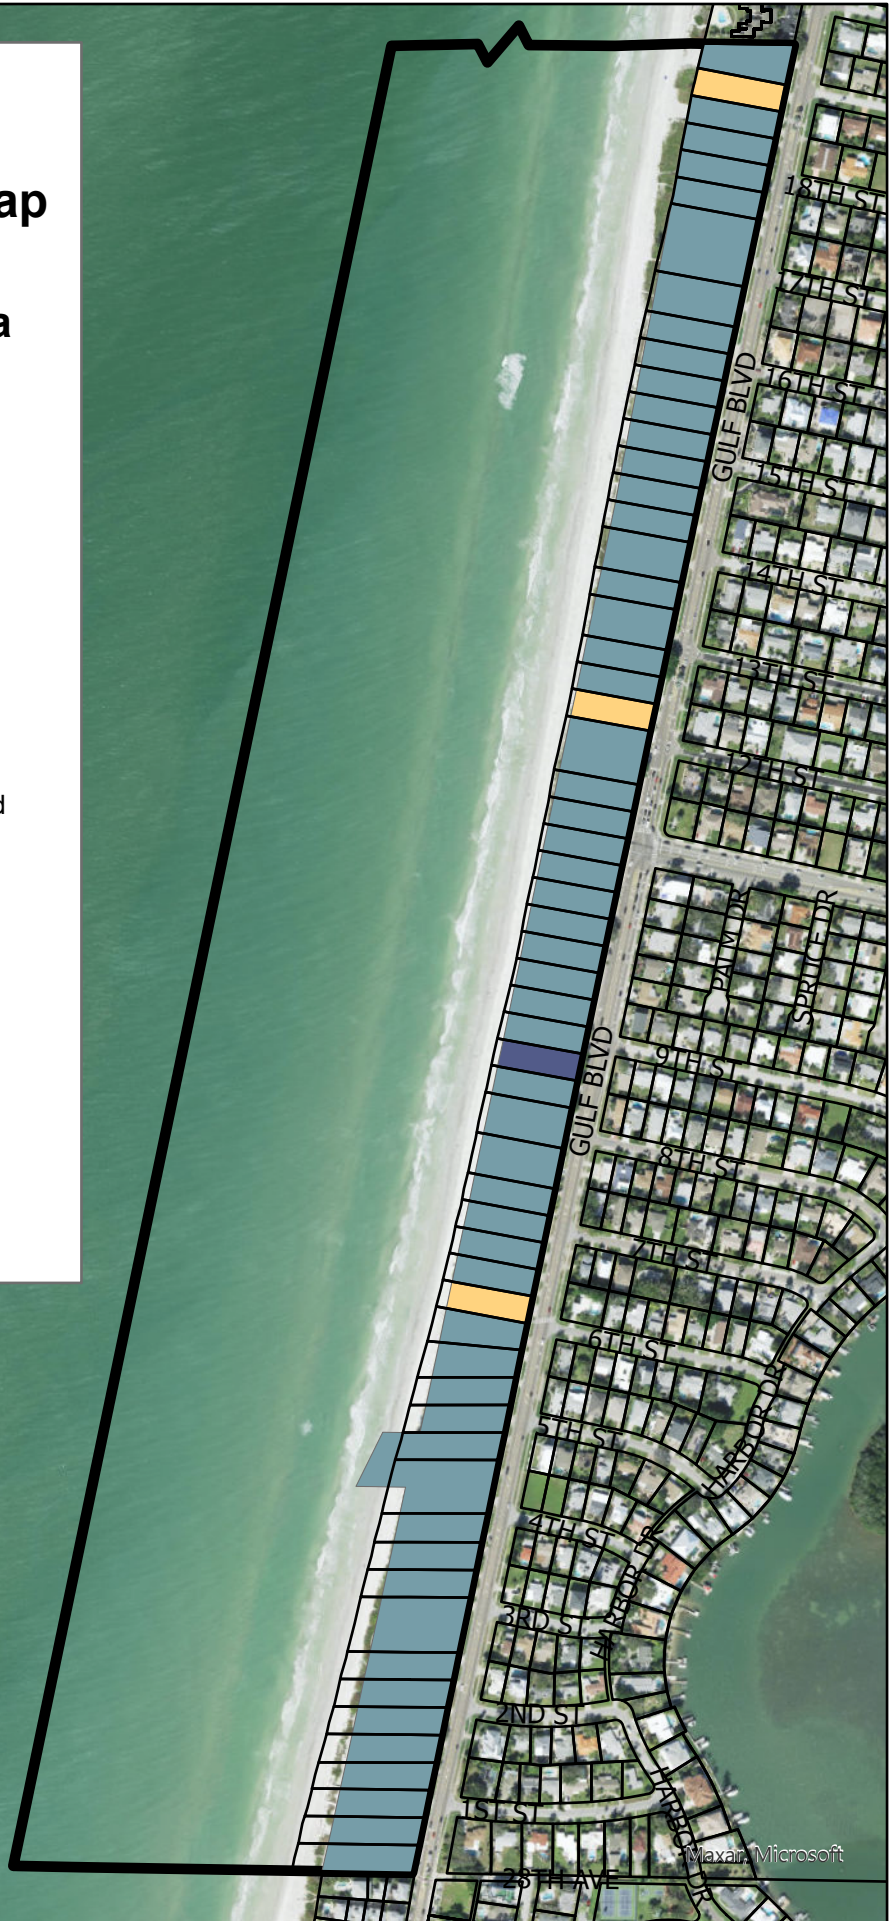 ap
a
d
18TH ST
17TH ST
16TH ST
GULF BLVD
15TH ST
14TH ST
13TH ST
12TH ST
PALM DR
SPRUCE DR
9TH ST
GULF BLVD
8TH ST
7TH ST
6TH ST
HARBOR DR
5TH ST
4TH ST
HARBOR DR
3RD S
2ND ST
HARBOR DR
1ST ST
Maxar, Microsoft
28TH AVE